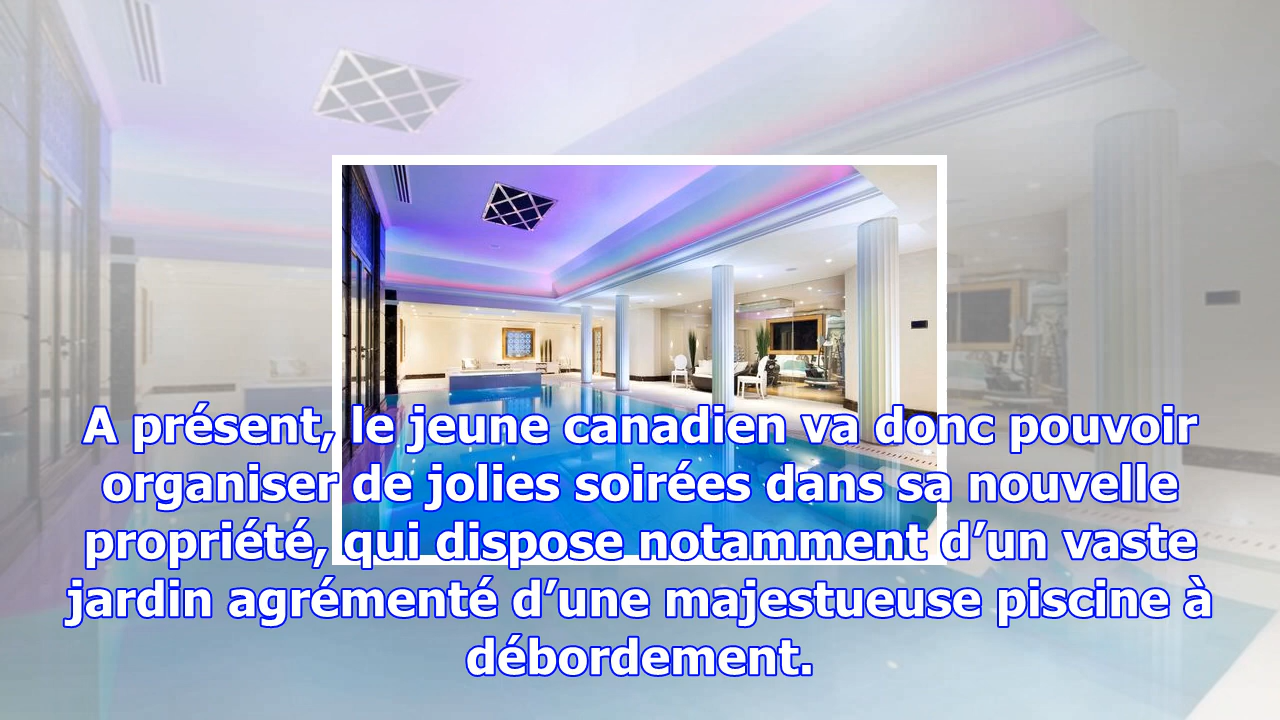 A présent, le jeune canadien va donc pouvoir
organiser de jolies soirées dans sa nouvelle
propriété, qui dispose notamment d’un vaste
jardin agrémenté d’une majestueuse piscine à
débordement.